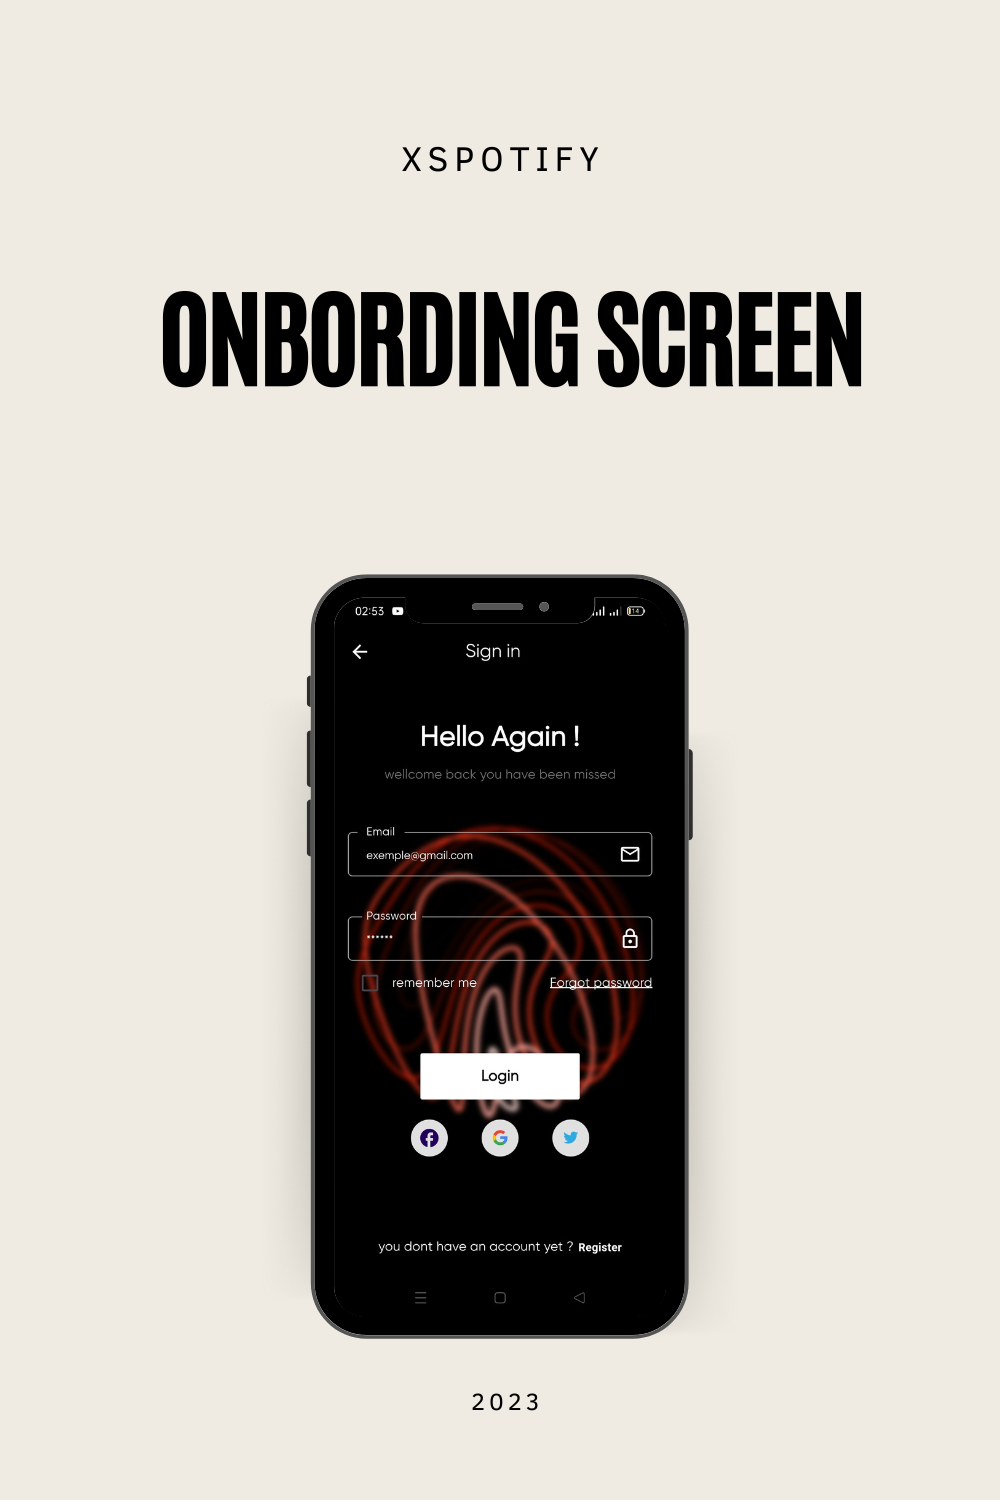 XSPOTIFY
ONBORDING SCREEN
02:53
14
Sign in
Hello Again !
wellcome back you have been missed
Email
exemple@gmail.com
Password
••••••
remember me Forgot password
Login
you dont have an account yet ? Register
2023